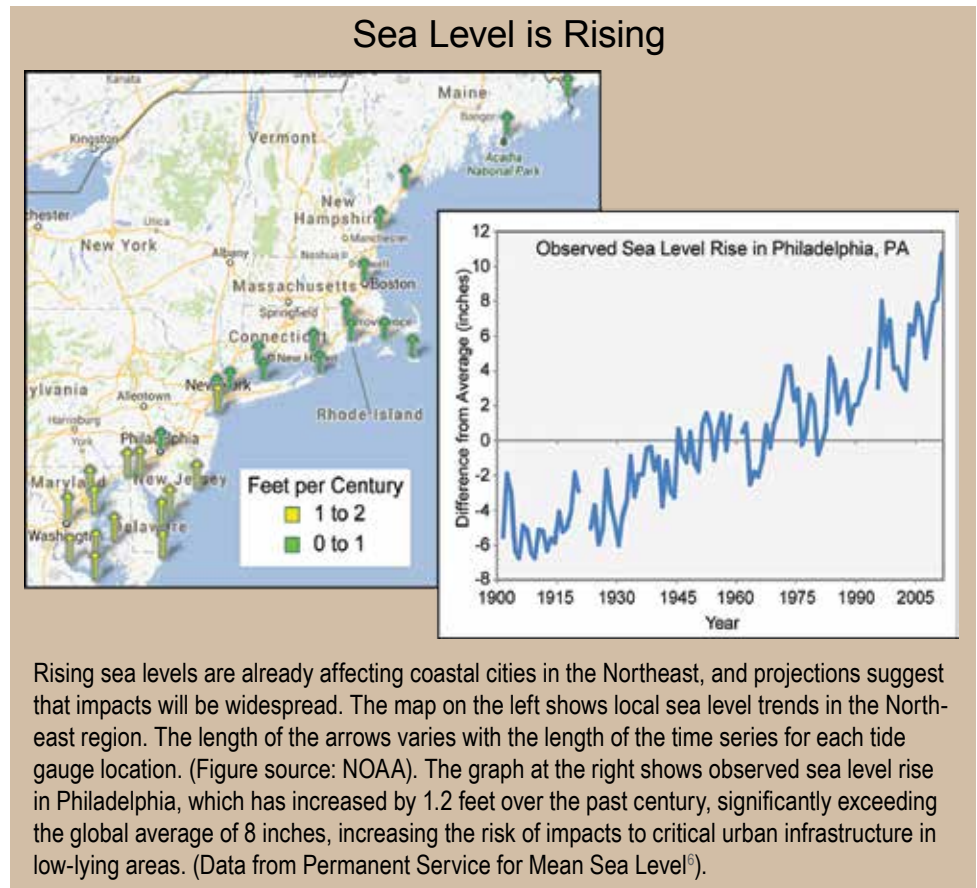 Sea Level is Rising
Kanata
Maine
Bangor
Kingston
Vermont
Acadia
National Park
New
Hampshir
chester
Utica
New York
Albany
Manchester
Nashua
Massachusetts
Boston
Springfield
Connecticut
New
ylvania
Allentown
New York
Harrisburg
York
Philadelphia
Rhode Island
Maryland
New Jersey
Delaware
Washington
Feet per Century
1 to 2
0 to 1
Observed Sea Level Rise in Philadelphia, PA
Difference from Average (inches)
12
10
8
6
4
2
0
-2
-4
-6
-8
1900 1915 1930 1945 1960 1975 1990 2005
Year
Rising sea levels are already affecting coastal cities in the Northeast, and projections suggest
that impacts will be widespread. The map on the left shows local sea level trends in the North-
east region. The length of the arrows varies with the length of the time series for each tide
gauge location. (Figure source: NOAA). The graph at the right shows observed sea level rise
in Philadelphia, which has increased by 1.2 feet over the past century, significantly exceeding
the global average of 8 inches, increasing the risk of impacts to critical urban infrastructure in
low-lying areas. (Data from Permanent Service for Mean Sea Level⁶).